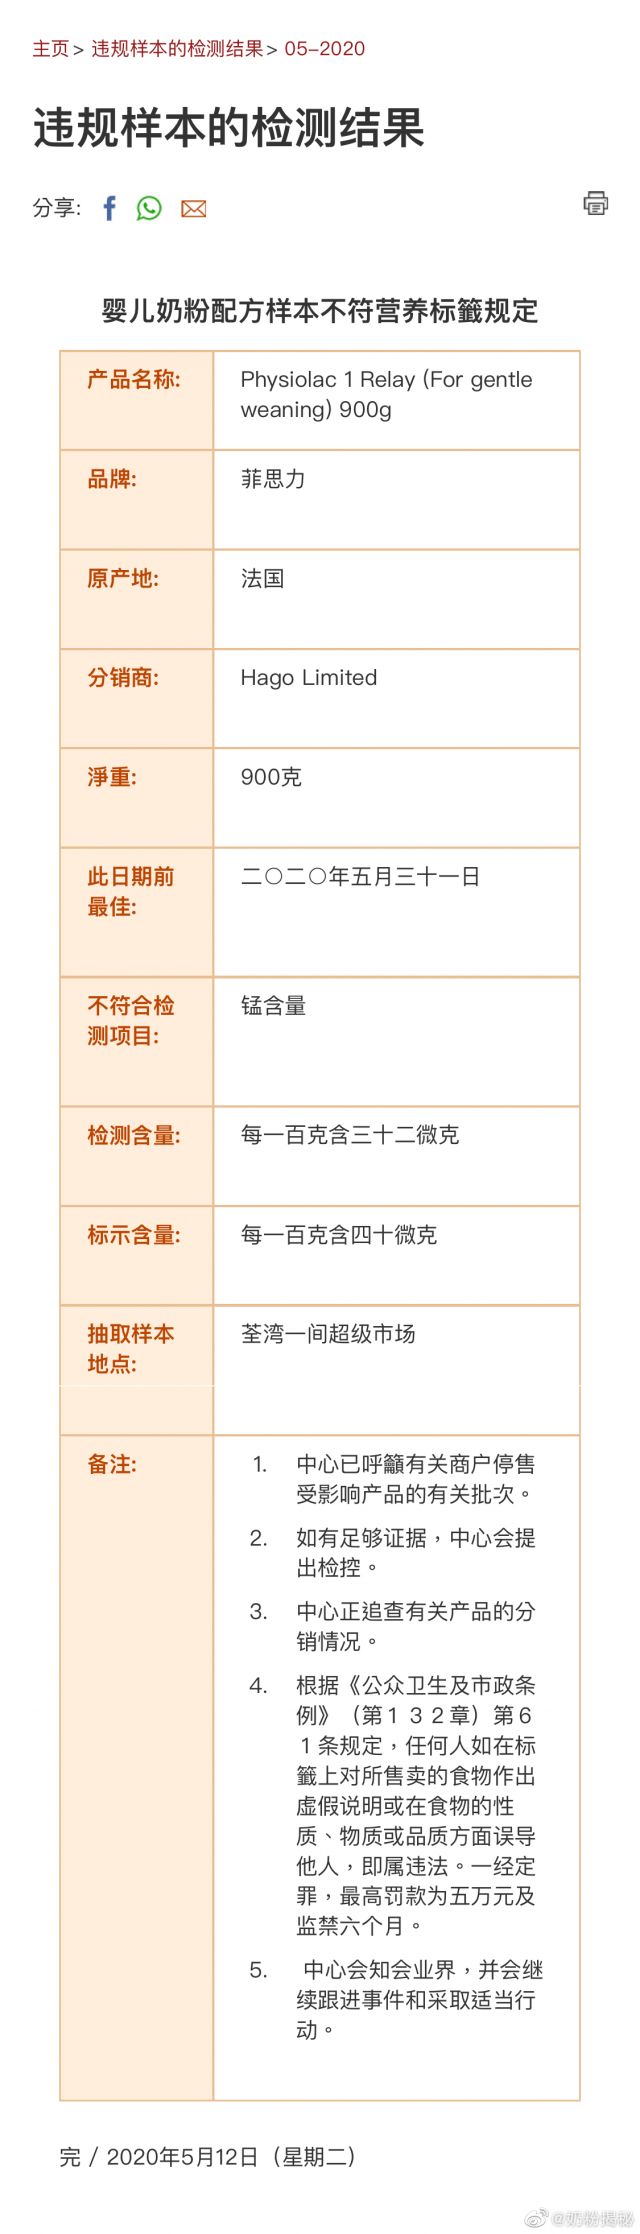 主页> 违规样本的检测结果> 05-2020
违规样本的检测结果
分享:
婴儿奶粉配方样本不符营养标籤规定
产品名称:
Physiolac 1 Relay (For gentle
weaning) 900g
品牌:
菲思力
原产地:
法国
分销商:
Hago Limited
淨重:
900克
此日期前
最佳:
二○二○年五月三十一日
不符合检
测项目:
锰含量
检测含量:
每一百克含三十二微克
标示含量:
每一百克含四十微克
抽取样本
地点:
荃湾一间超级市场
备注:
1. 中心已呼籲有关商户停售
受影响产品的有关批次。
2. 如有足够证据，中心会提
出检控。
3. 中心正追查有关产品的分
销情况。
4. 根据《公众卫生及市政条
例》（第１３２章）第６
１条规定，任何人如在标
籤上对所售卖的食物作出
虚假说明或在食物的性
质、物质或品质方面误导
他人，即属违法。一经定
罪，最高罚款为五万元及
监禁六个月。
5. 中心会知会业界，并会继
续跟进事件和采取适当行
动。
完 / 2020年5月12日（星期二）
@奶粉揭秘